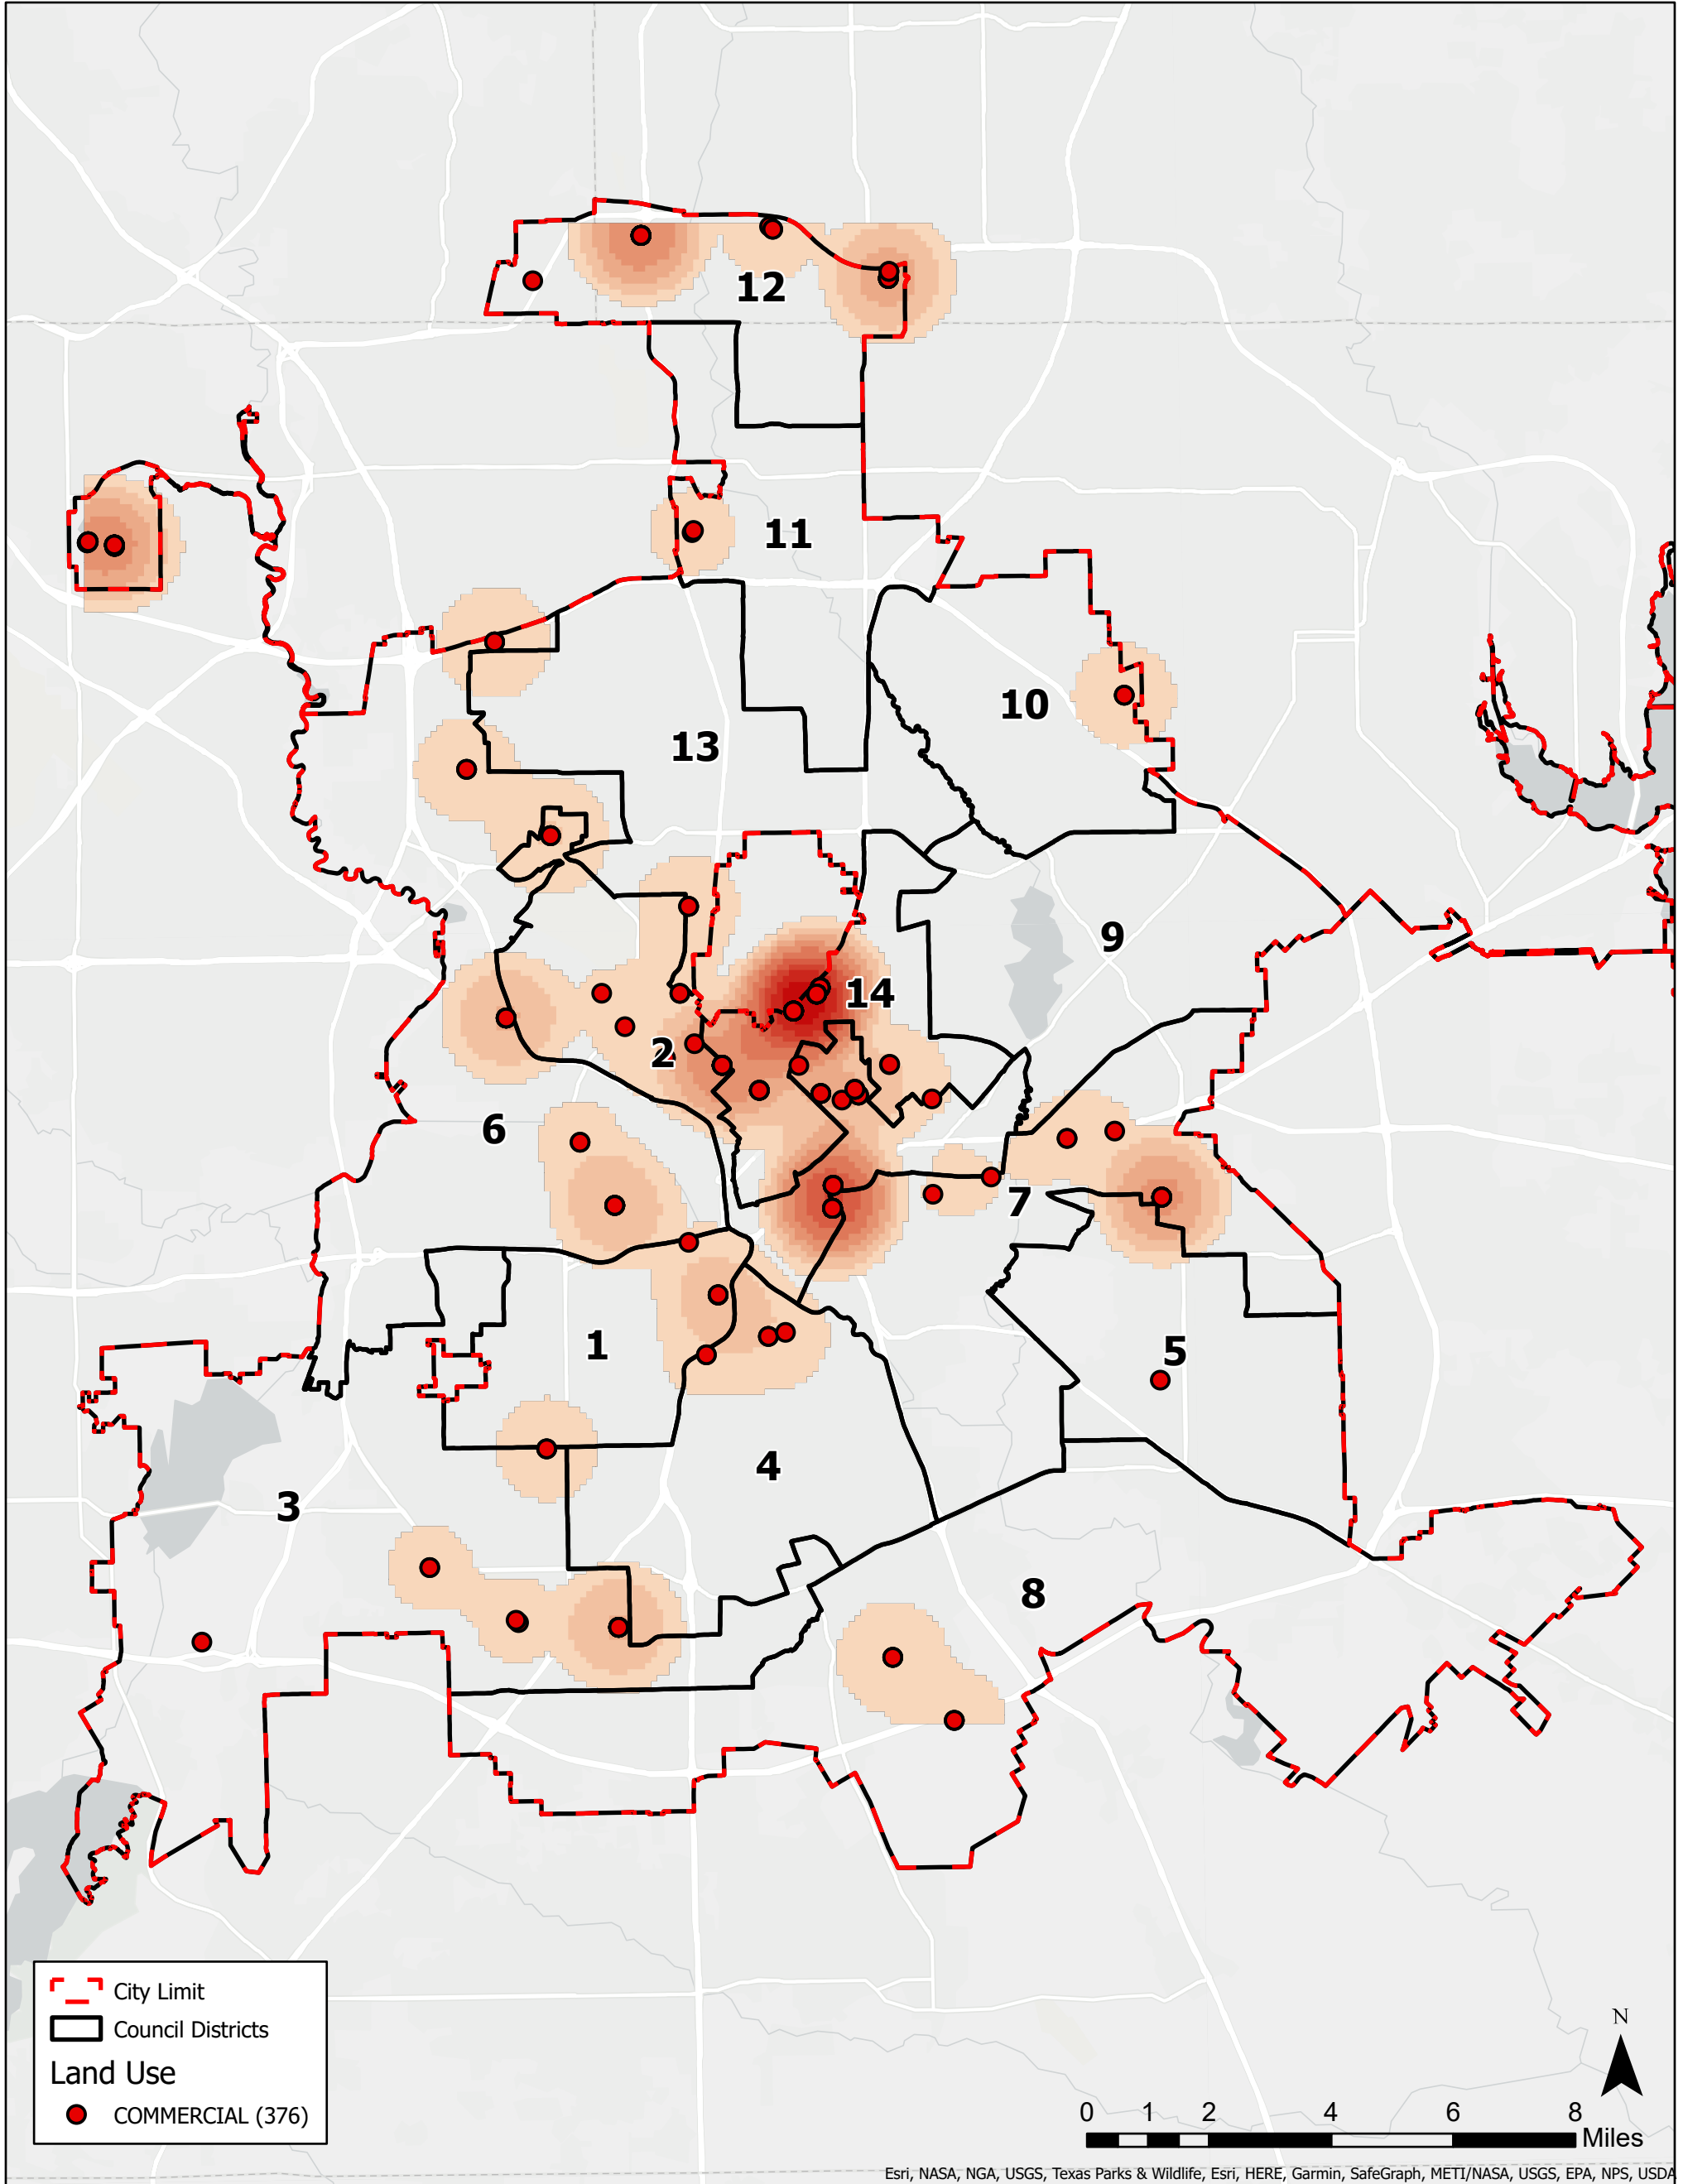 12
11
10
13
9
14
2
6
7
1
5
4
3
8
City Limit
Council Districts
Land Use
COMMERCIAL (376)
N
0 1 2 4 6 8
Miles
Esri, NASA, NGA, USGS, Texas Parks & Wildlife, Esri, HERE, Garmin, SafeGraph, METI/NASA, USGS, EPA, NPS, USDA